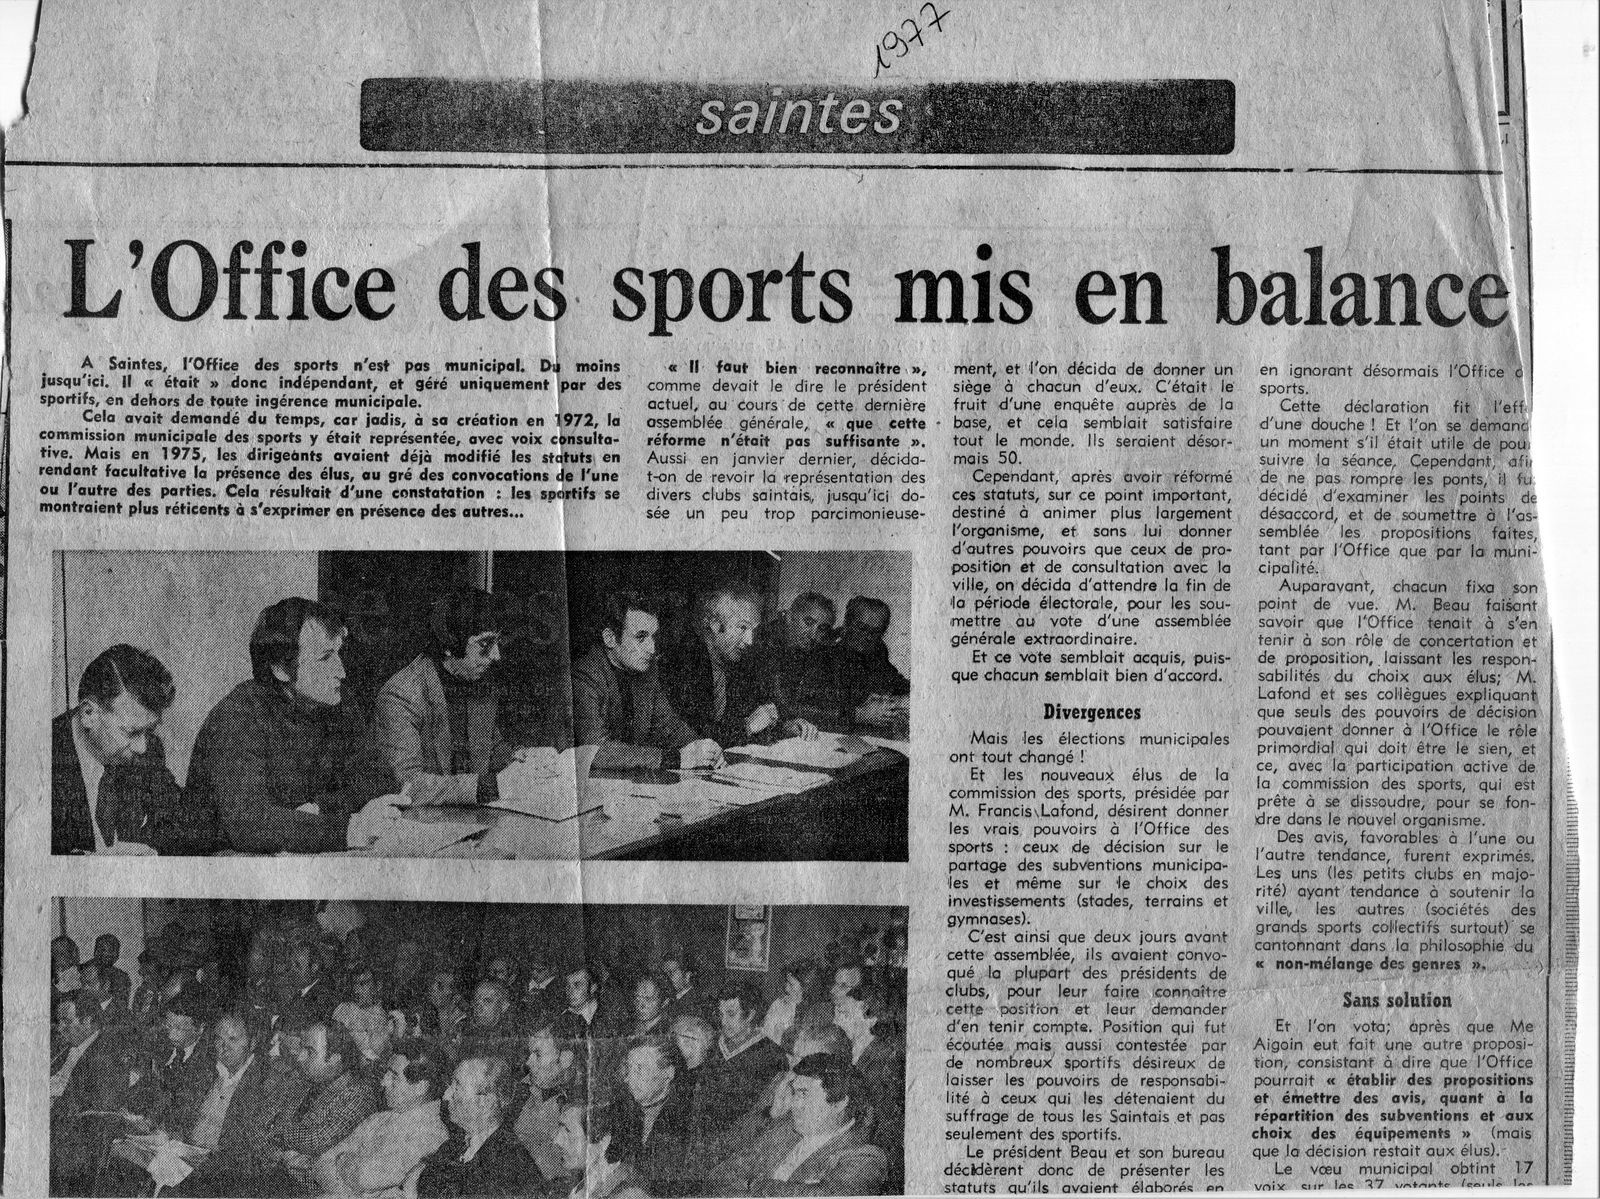 1977
saintes
L'Office des sports mis en balance
A Saintes, l'Office des sports n'est pas municipal. Du moins
jusqu'ici. Il « était » donc indépendant, et géré uniquement par des
sportifs, en dehors de toute ingérence municipale.
Cela avait demandé du temps, car jadis, à sa création en 1972, la
commission municipale des sports y était représentée, avec voix consulta-
tive. Mais en 1975, les dirigeants avaient déjà modifié les statuts en
rendant facultative la présence des élus, au gré des convocations de l'une
ou l'autre des parties. Cela résultait d'une constatation : les sportifs se
montraient plus réticents à s'exprimer en présence des autres...
« Il faut bien reconnaître »,
comme devait le dire le président
actuel, au cours de cette dernière
assemblée générale, « que cette
réforme n'était pas suffisante ».
Aussi en janvier dernier, décida-
t-on de revoir la représentation des
divers clubs saintais, jusqu'ici do-
sée un peu trop parcimonieuse-
ment, et l'on décida de donner un
siège à chacun d'eux. C'était le
fruit d'une enquête auprès de la
base, et cela semblait satisfaire
tout le monde. Ils seraient désor-
mais 50.
Cependant, après avoir réformé
ces statuts, sur ce point important,
destiné à animer plus largement
l'organisme, et sans lui donner
d'autres pouvoirs que ceux de pro-
position et de consultation avec la
ville, on décida d'attendre la fin de
la période électorale, pour les sou-
mettre au vote d'une assemblée
générale extraordinaire.
Et ce vote semblait acquis, puis-
que chacun semblait bien d'accord.
Divergences
Mais les élections municipales
ont tout changé !
Et les nouveaux élus de la
commission des sports, présidée par
M. Francis Lafond, désirent donner
les vrais pouvoirs à l'Office des
sports : ceux de décision sur le
partage des subventions municipa-
les et même sur le choix des
investissements (stades, terrains et
gymnases).
C'est ainsi que deux jours avant
cette assemblée, ils avaient convo-
qué la plupart des présidents de
clubs, pour leur faire connaître
cette position et leur demander
d'en tenir compte. Position qui fut
écoutée mais aussi contestée par
de nombreux sportifs désireux de
laisser les pouvoirs de responsabi-
lité à ceux qui les détenaient du
suffrage de tous les Saintais et pas
seulement des sportifs.
Le président Beau et son bureau
décidèrent donc de présenter les
statuts qu'ils avaient élaborés en
en ignorant désormais l'Office d
sports.
Cette déclaration fit l'eff
d'une douche ! Et l'on se demand
un moment s'il était utile de pou
suivre la séance. Cependant, afi
de ne pas rompre les ponts, il fu
décidé d'examiner les points de
désaccord, et de soumettre à l'as-
semblée les propositions faites,
tant par l'Office que par la muni-
cipalité.
Auparavant, chacun fixa son
point de vue. M. Beau faisant
savoir que l'Office tenait à s'en
tenir à son rôle de concertation et
de proposition, laissant les respon-
sabilités du choix aux élus; M.
Lafond et ses collègues expliquant
que seuls des pouvoirs de décision
pouvaient donner à l'Office le rôle
primordial qui doit être le sien, et
ce, avec la participation active de
la commission des sports, qui est
prête à se dissoudre, pour se fon-
dre dans le nouvel organisme.
Des avis, favorables à l'une ou
l'autre tendance, furent exprimés.
Les uns (les petits clubs en majo-
rité) ayant tendance à soutenir la
ville, les autres (sociétés des
grands sports collectifs surtout) se
cantonnant dans la philosophie du
« non-mélange des genres ».
Sans solution
Et l'on vota; après que Me
Aigoin eut fait une autre proposi-
tion, consistant à dire que l'Office
pourrait « établir des propositions
et émettre des avis, quant à la
répartition des subventions et aux
choix des équipements » (mais
que la décision restait aux élus).
Le vœu municipal obtint 17
voix sur les 37 votants (seuls les